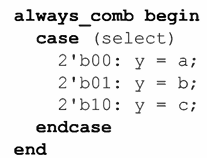 always_comb begin
  case (select)
    2'b00: y = a;
    2'b01: y = b;
    2'b10: y = c;
  endcase
end